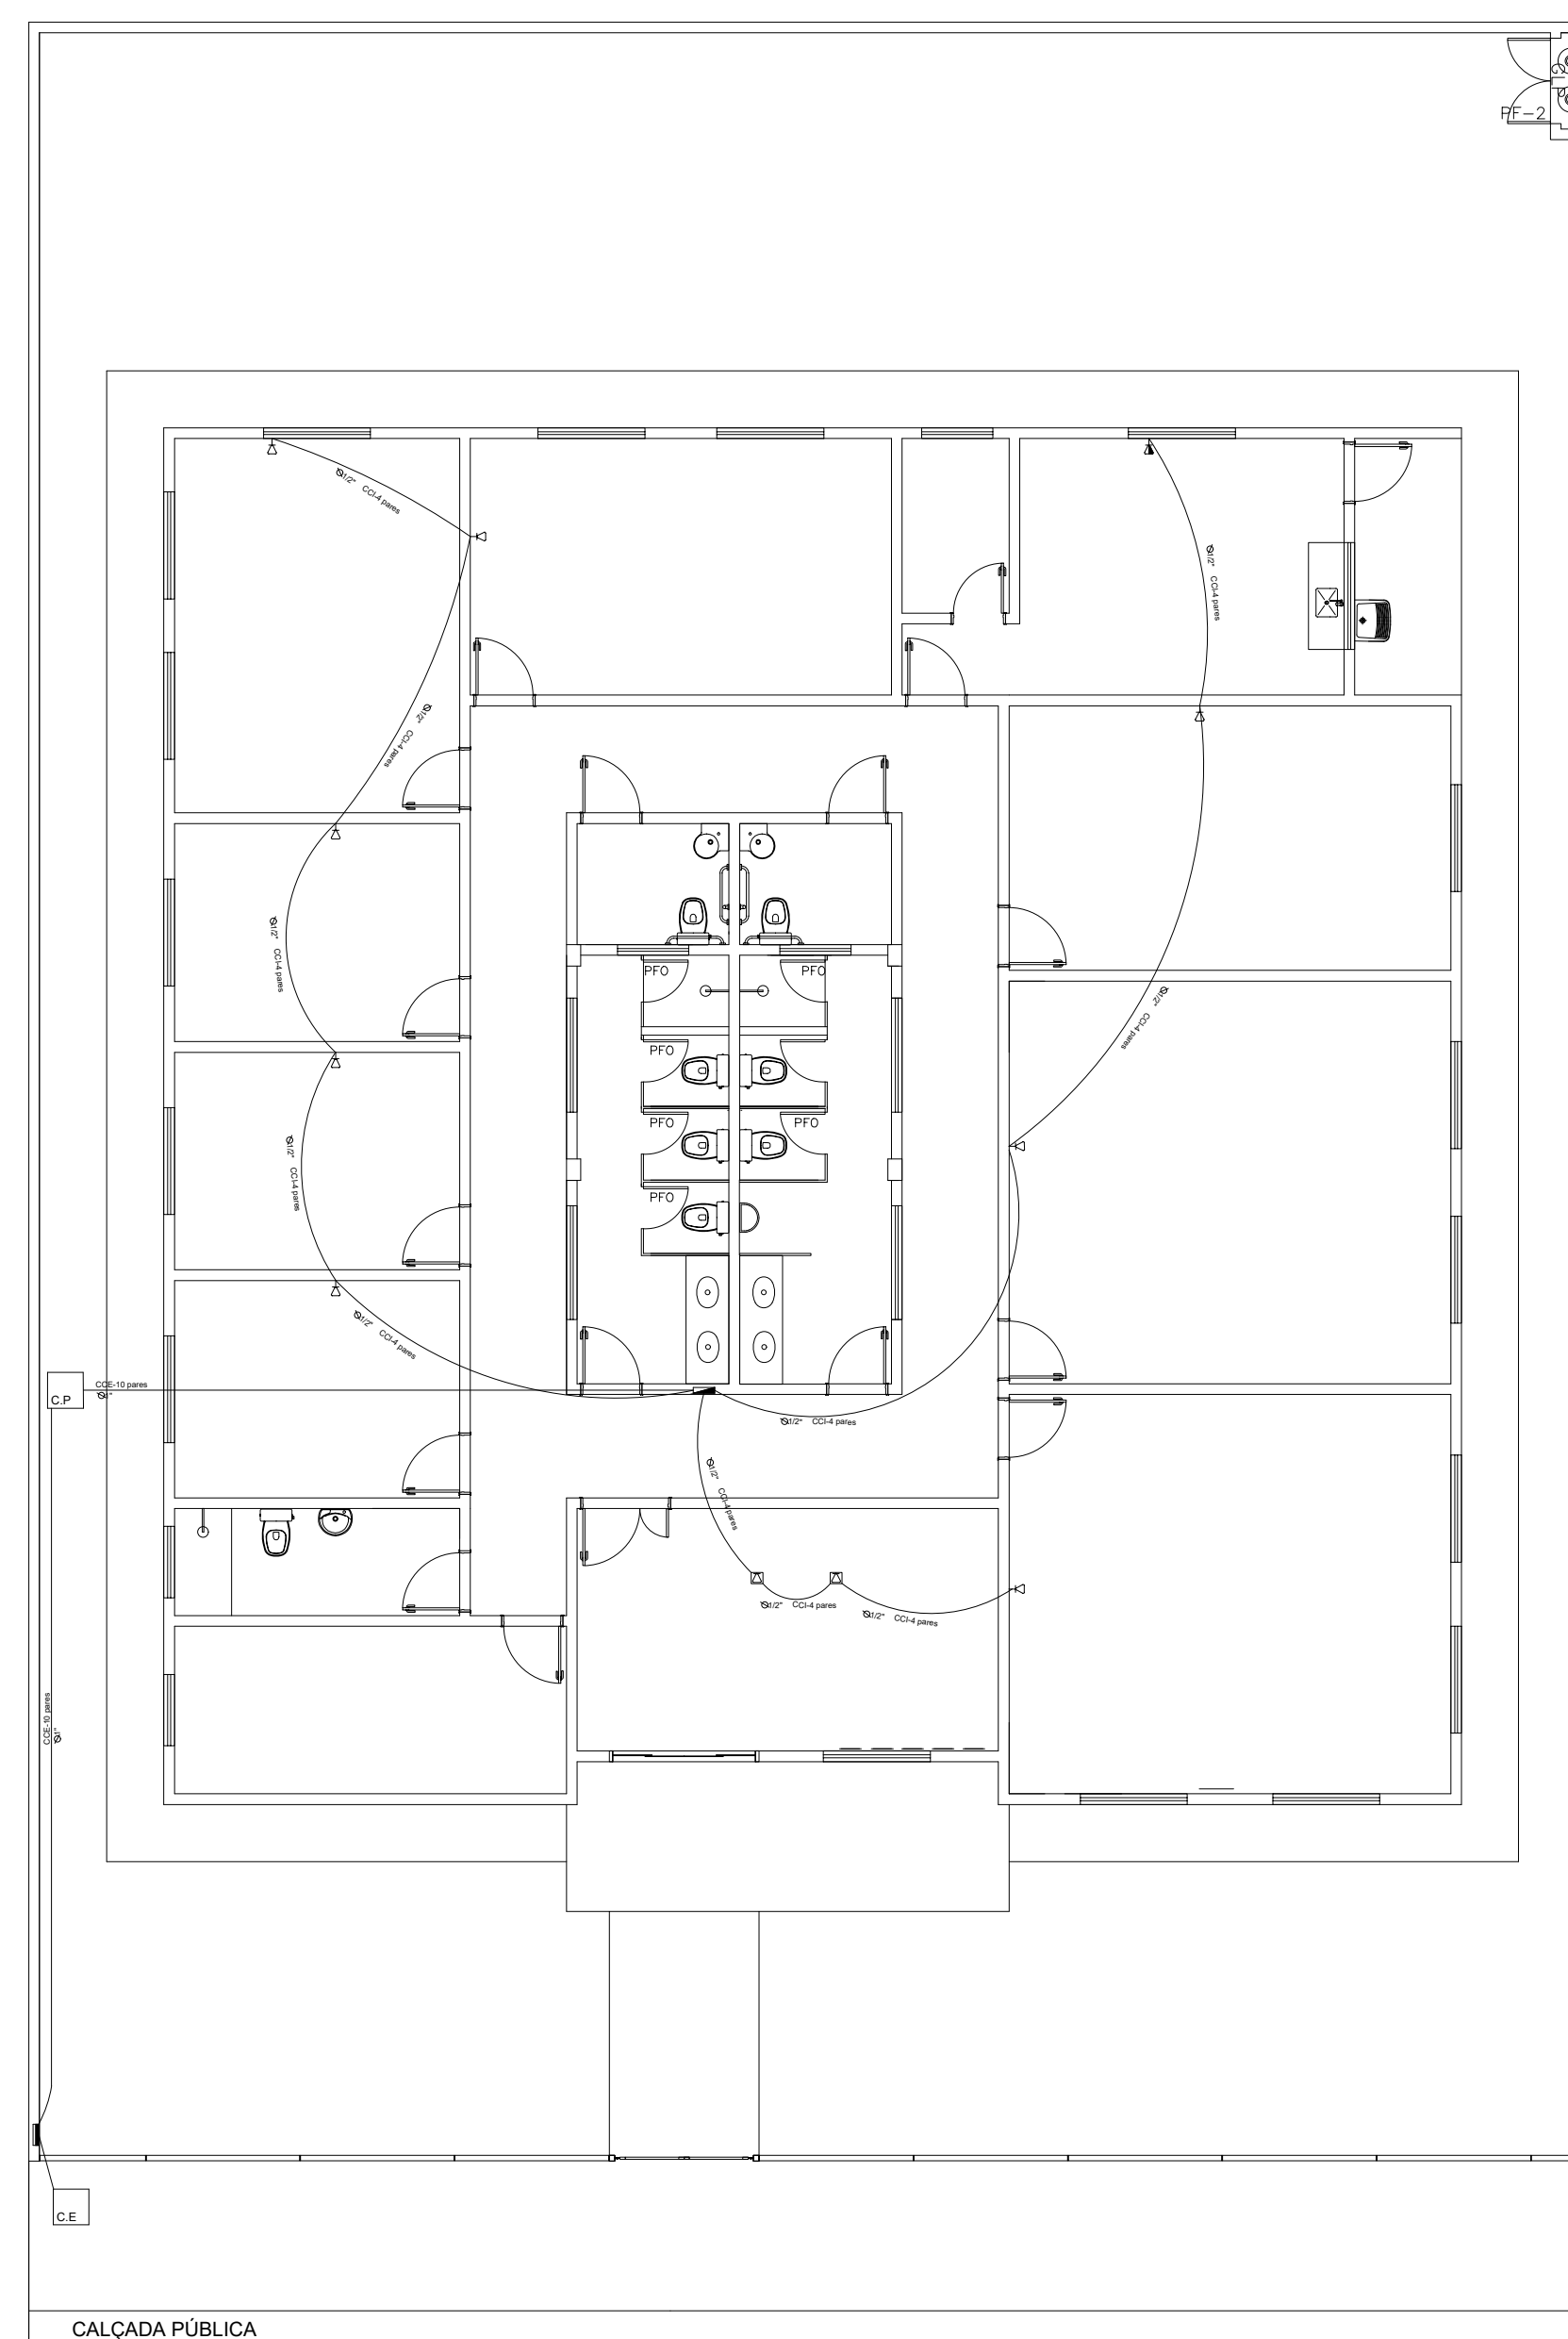 GLP
PF-2
Ø1/2" CCI-4 pares
Ø1/2" CCI-4 pares
Ø1/2" CCI-4 pares
Ø1/2" CCI-4 pares
PFO
PFO
Ø1/2" CCI-4 pares
PFO
PFO
PFO
Ø1/2" CCI-4 pares
PFO
Ø1/2" CCI-4 pares
CCE-10 pares
Ø1"
C.P
Ø1/2" CCI-4 pares
Ø1/2" CCI-4 pares
Ø1/2" CCI-4 pares
Ø1/2" CCI-4 pares
CCE-10 pares
Ø1"
C.E
CALÇADA PÚBLICA